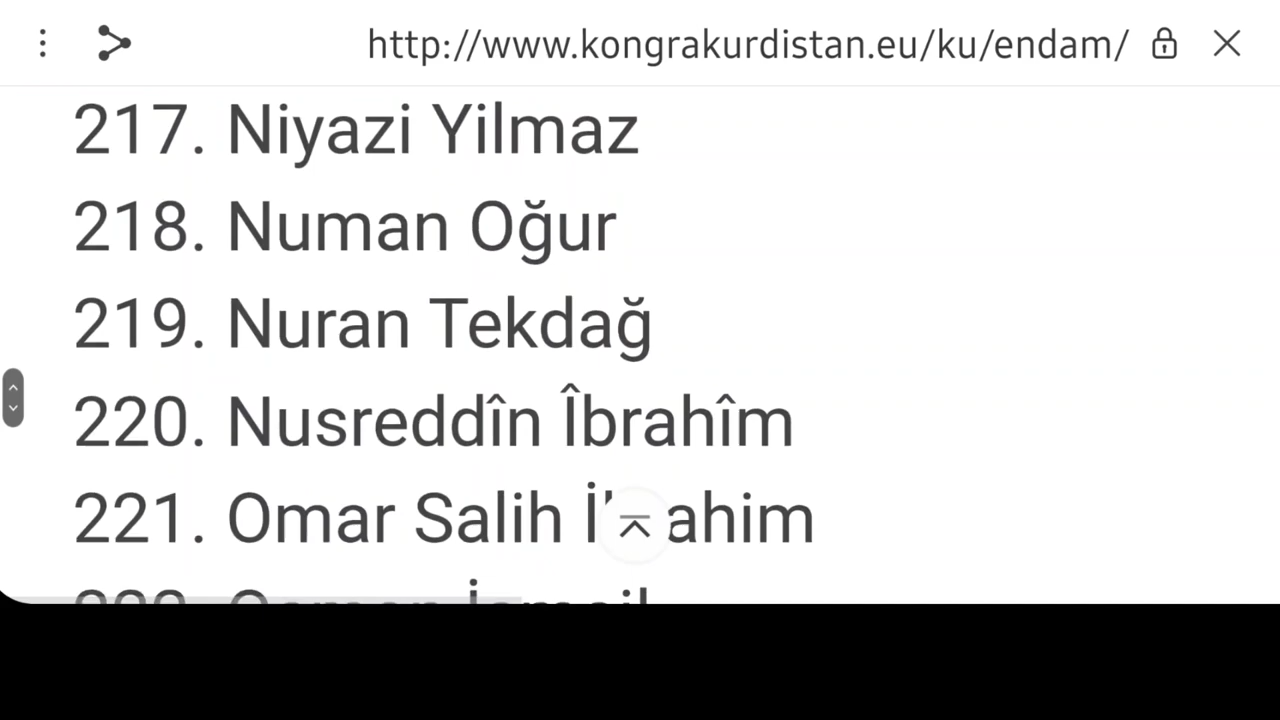 http://www.kongrakurdistan.eu/ku/endam/
217. Niyazi Yilmaz
218. Numan Oğur
219. Nuran Tekdağ
220. Nusreddîn Îbrahîm
221. Omar Salih